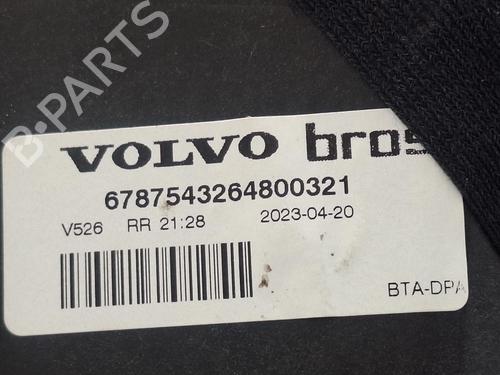 B-PARTS
VOLVO bros
6787543264800321
V526 RR 21:28 2023-04-20
BTA-DPA